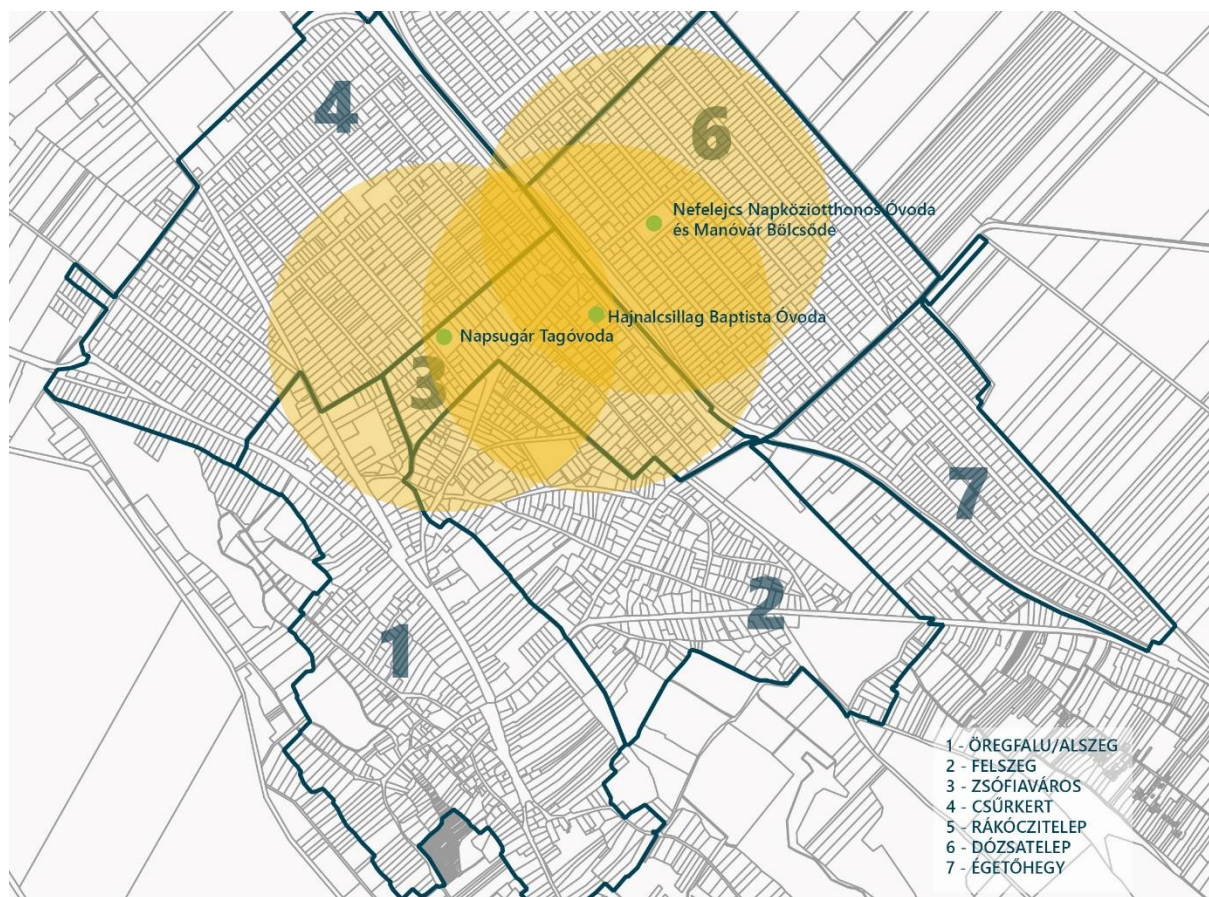 4
6
Nefelejcs Napköziotthonos Óvoda
és Manóvár Bölcsőde
Hajnalcsillag Baptista Óvoda
Napsugár Tagóvoda
3
7
2
1
1 - ÖREGFALU/ALSZEG
2 - FELSZEG
3 - ZSÓFIAVÁROS
4 - CSŰRKERT
5 - RÁKÓCZITELEP
6 - DÓZSATELEP
7 - ÉGETŐHEGY